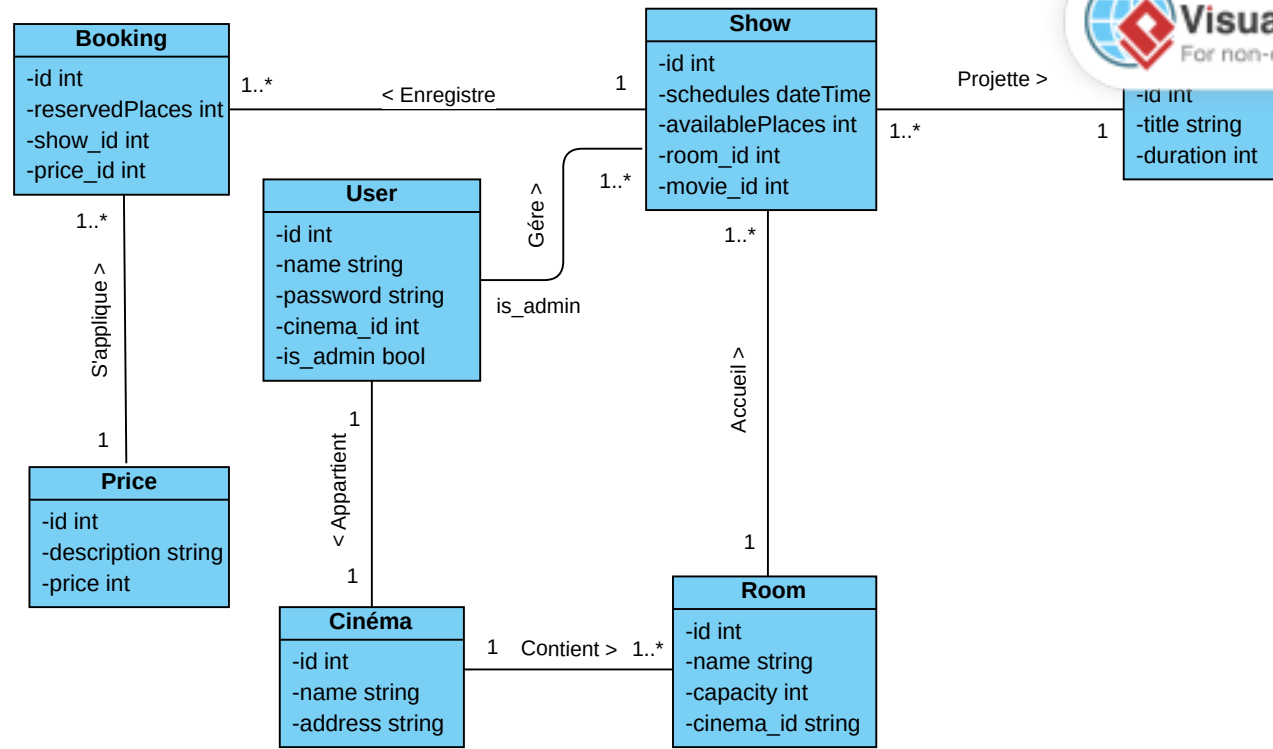 Booking
-id int
-reservedPlaces int
-show_id int
-price_id int
1..*
< Enregistre
1
Show
-id int
-schedules dateTime
-availablePlaces int
-room_id int
-movie_id int
Projette >
1..*
1
For non-
-id int
-title string
-duration int
User
-id int
-name string
-password string
-cinema_id int
-is_admin bool
Gére >
1..*
is_admin
1..*
S'applique >
1
Price
-id int
-description string
-price int
1
< Appartient
1
Cinéma
-id int
-name string
-address string
1
Contient >
1..*
1..*
Accueil >
1
Room
-id int
-name string
-capacity int
-cinema_id string